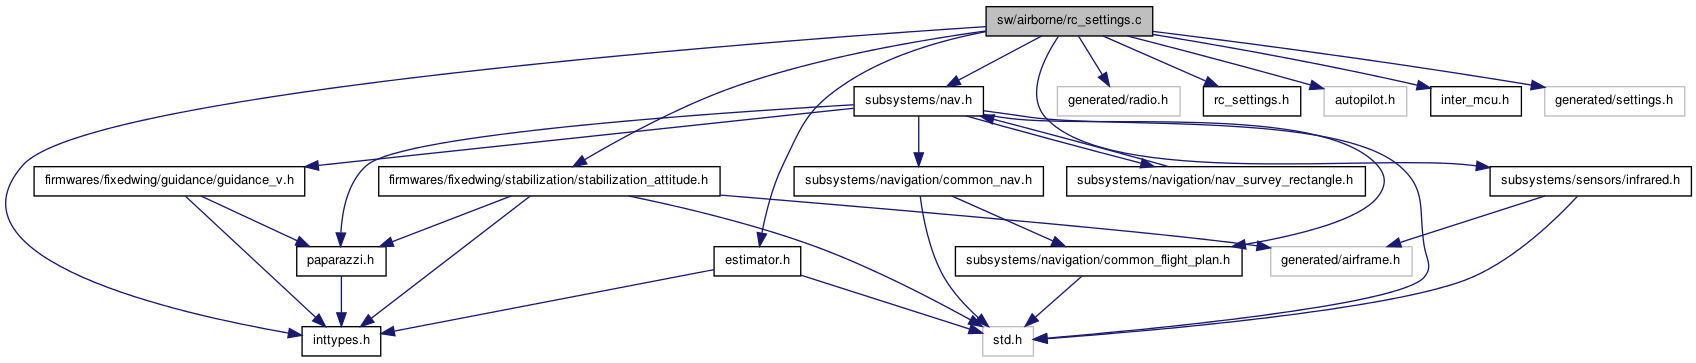 sw/airborne/rc_settings.c
subsystems/nav.h
generated/radio.h
rc_settings.h
autopilot.h
inter_mcu.h
generated/settings.h
firmwares/fixedwing/guidance/guidance_v.h
firmwares/fixedwing/stabilization/stabilization_attitude.h
subsystems/navigation/common_nav.h
subsystems/navigation/nav_survey_rectangle.h
subsystems/sensors/infrared.h
paparazzi.h
estimator.h
subsystems/navigation/common_flight_plan.h
generated/airframe.h
inttypes.h
std.h